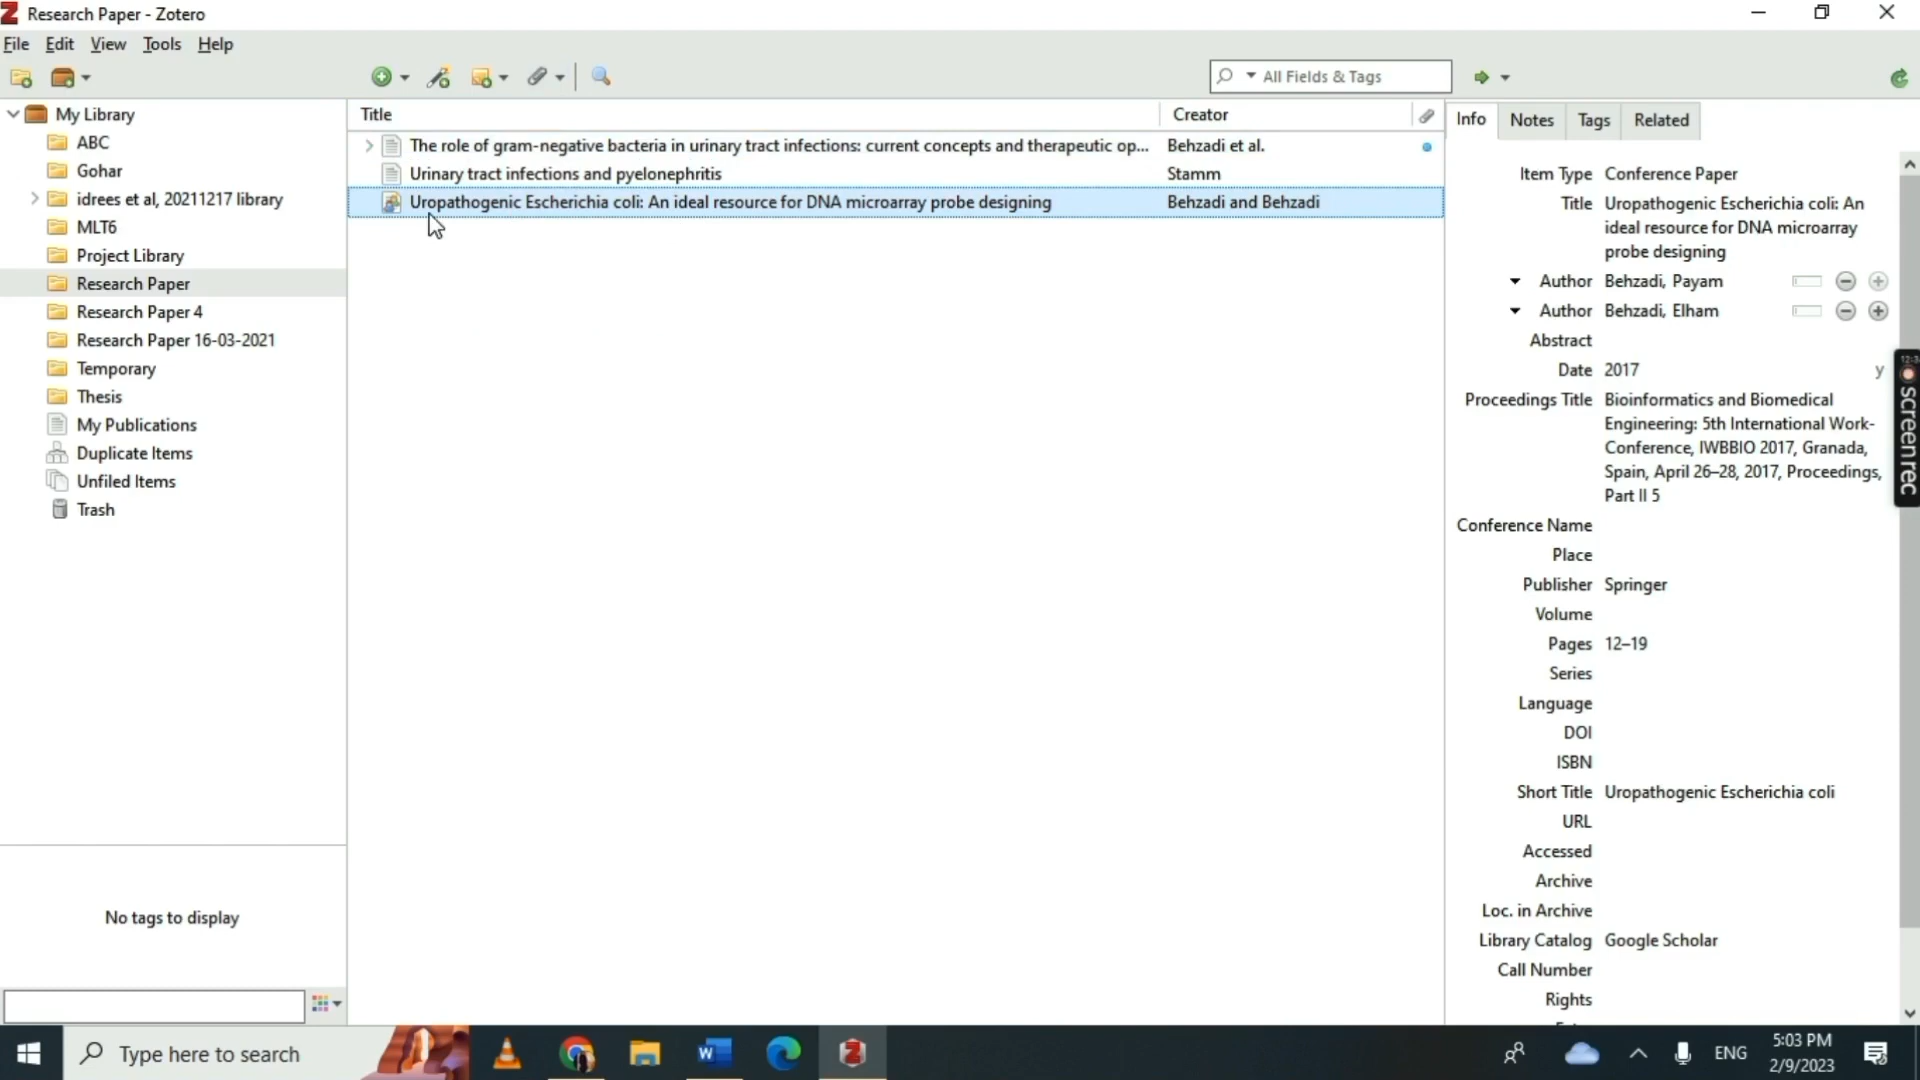 Research Paper - Zotero
File Edit View Tools Help
All Fields & Tags
My Library
ABC
Gohar
idrees et al, 20211217 library
MLT6
Project Library
Research Paper
Research Paper 4
Research Paper 16-03-2021
Temporary
Thesis
My Publications
Duplicate Items
Unfiled Items
Trash
No tags to display
Title Creator
The role of gram-negative bacteria in urinary tract infections: current concepts and therapeutic op... Behzadi et al.
Urinary tract infections and pyelonephritis Stamm
Uropathogenic Escherichia coli: An ideal resource for DNA microarray probe designing Behzadi and Behzadi
Info Notes Tags Related
Item Type Conference Paper
Title Uropathogenic Escherichia coli: An
ideal resource for DNA microarray
probe designing
Author Behzadi, Payam
Author Behzadi, Elham
Abstract
Date 2017 y
Proceedings Title Bioinformatics and Biomedical
Engineering: 5th International Work-
Conference, IWBBIO 2017, Granada,
Spain, April 26–28, 2017, Proceedings,
Part II 5
Conference Name
Place
Publisher Springer
Volume
Pages 12–19
Series
Language
DOI
ISBN
Short Title Uropathogenic Escherichia coli
URL
Accessed
Archive
Loc. in Archive
Library Catalog Google Scholar
Call Number
Rights
screenrec
Type here to search
ENG
5:03 PM
2/9/2023